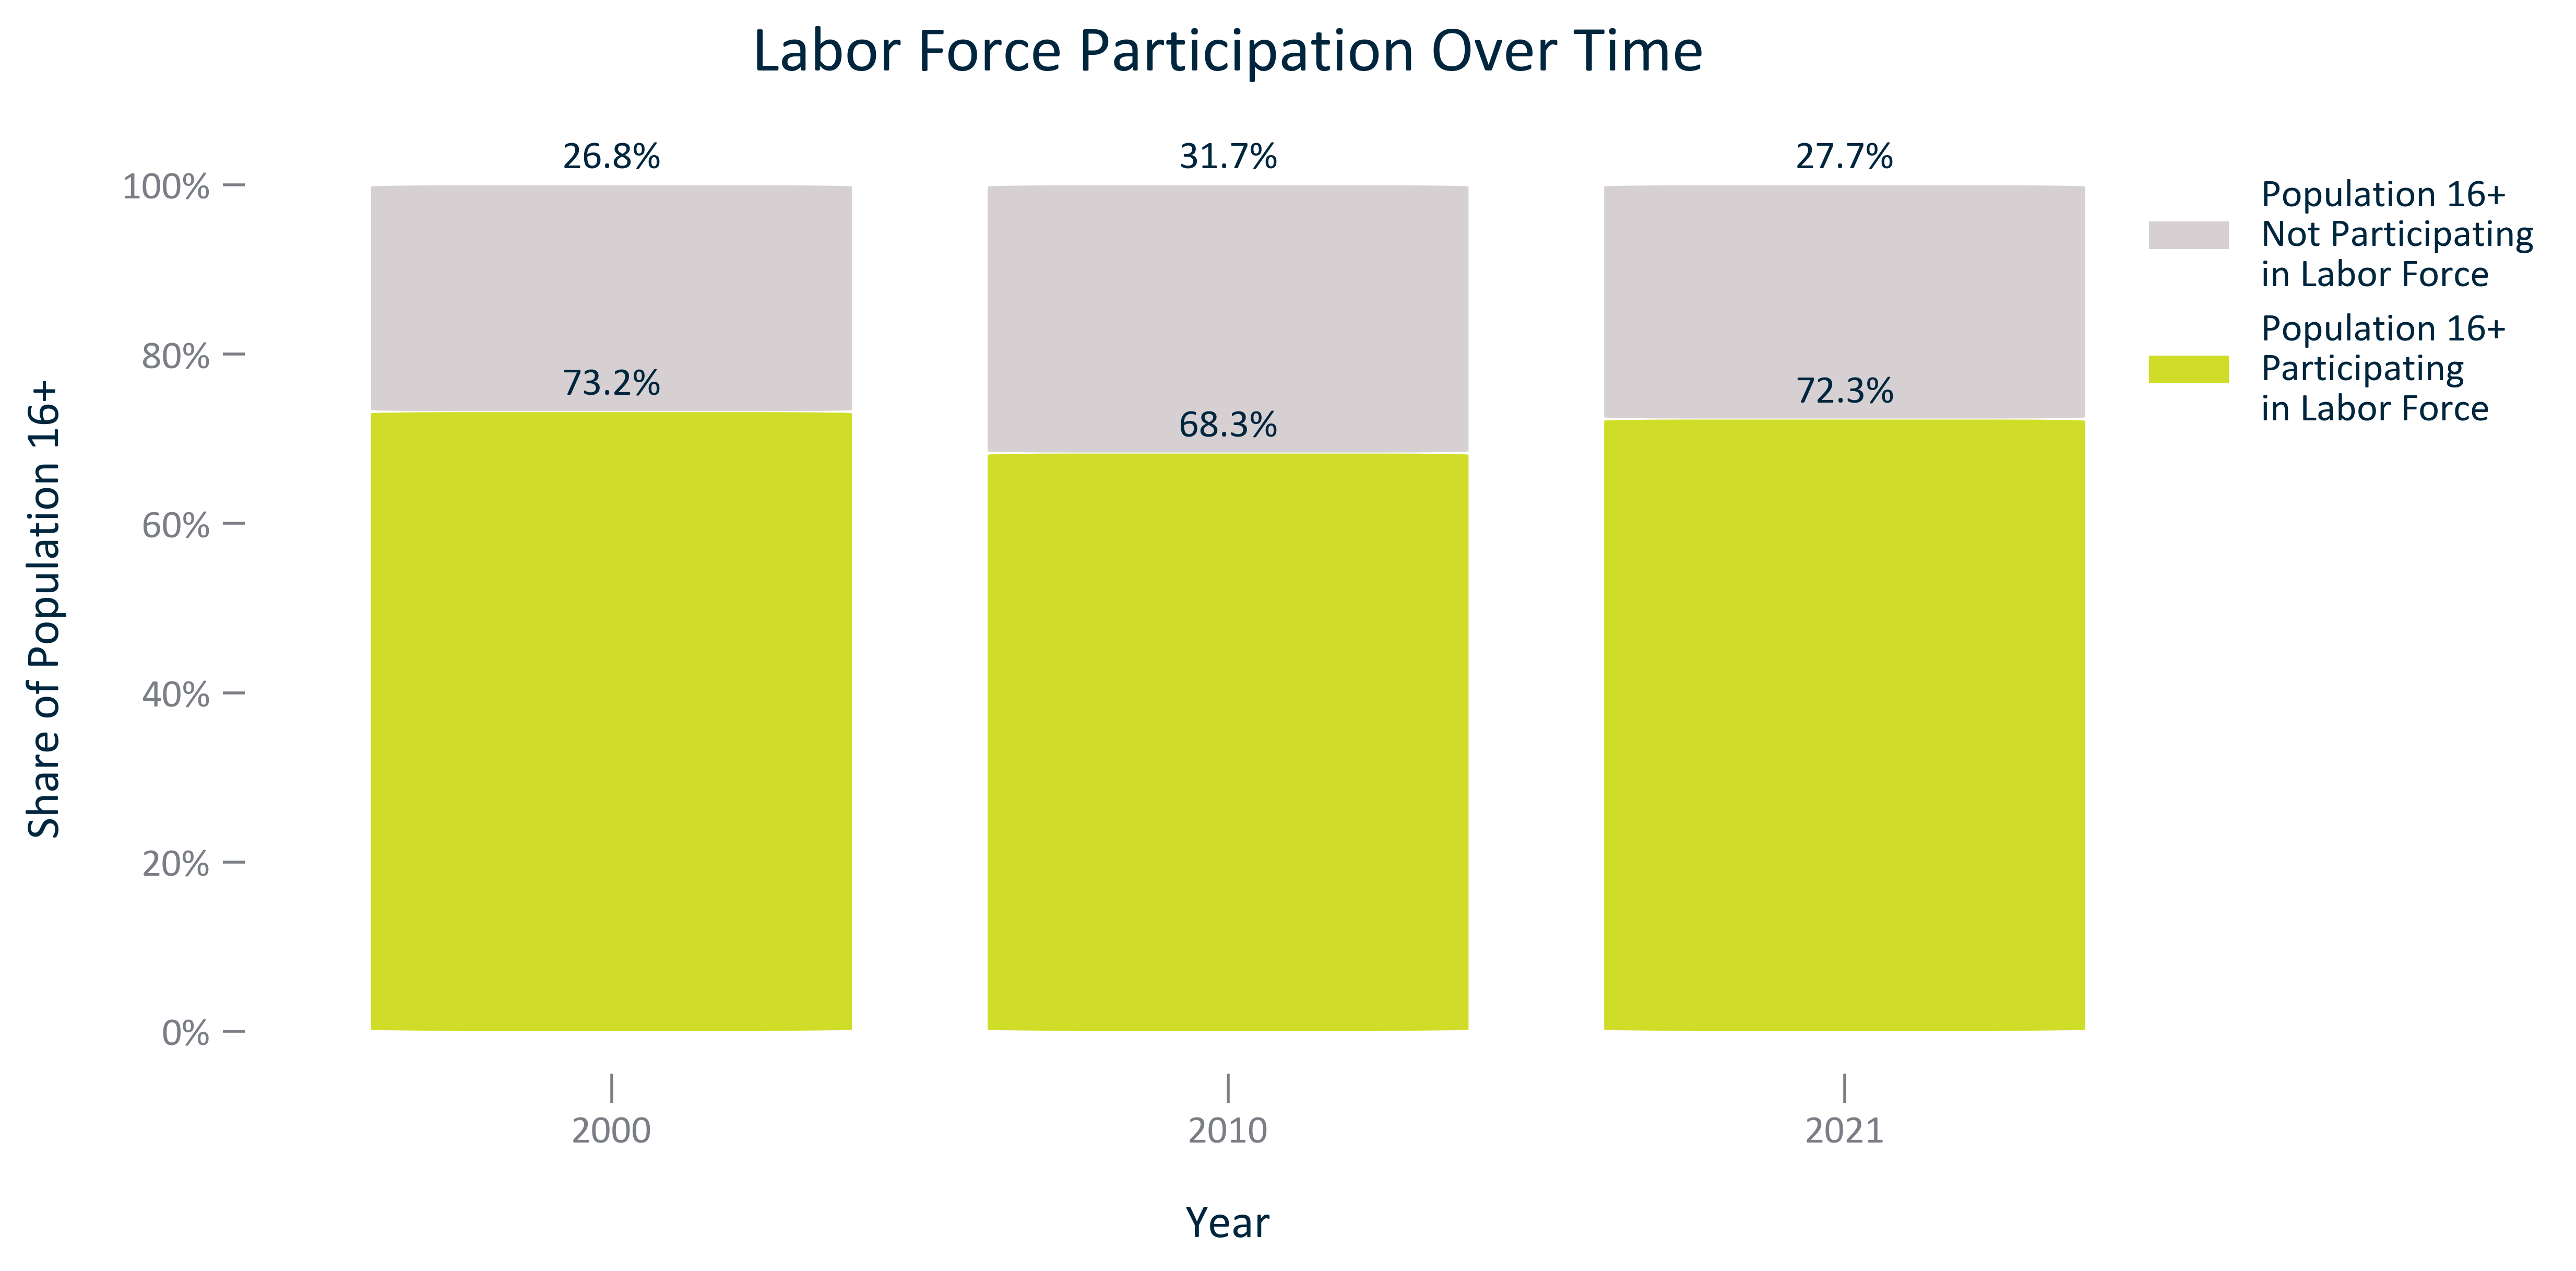 Labor Force Participation Over Time
Share of Population 16+
100%
80%
60%
40%
20%
0%
26.8%
73.2%
31.7%
68.3%
27.7%
72.3%
2000
2010
2021
Year
Population 16+
Not Participating
in Labor Force
Population 16+
Participating
in Labor Force